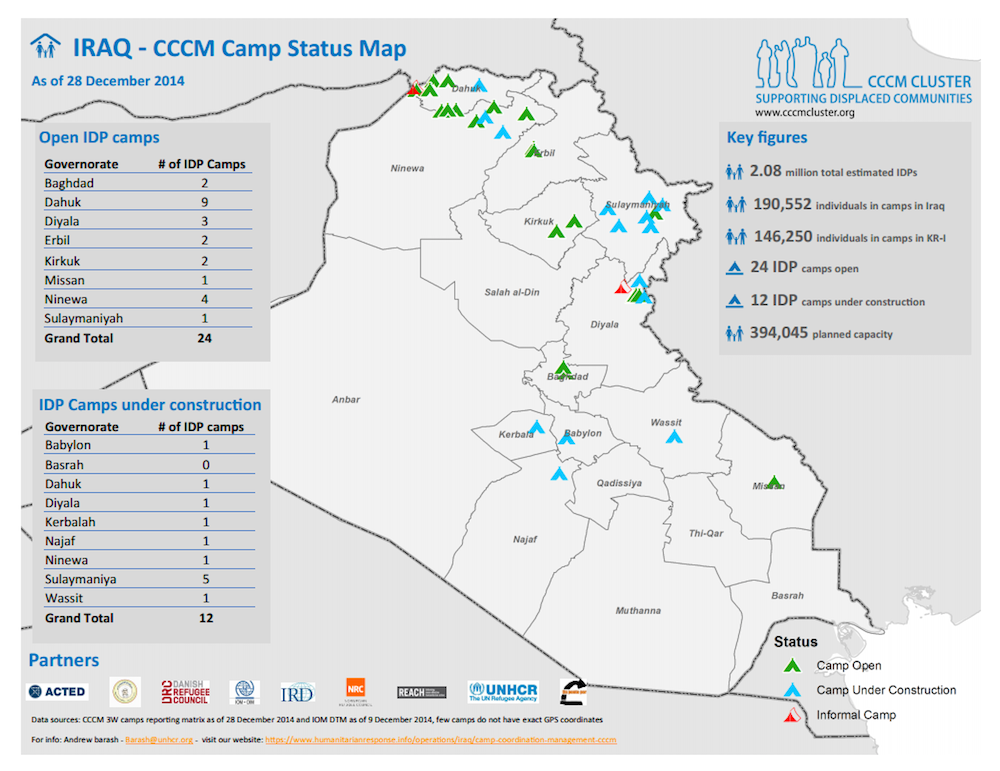 IRAQ - CCCM Camp Status Map
As of 28 December 2014
CCCM CLUSTER
SUPPORTING DISPLACED COMMUNITIES
www.cccmcluster.org
Open IDP camps
Governorate # of IDP Camps
Baghdad 2
Dahuk 9
Diyala 3
Erbil 2
Kirkuk 2
Missan 1
Ninewa 4
Sulaymaniyah 1
Grand Total 24
IDP Camps under construction
Governorate # of IDP camps
Babylon 1
Basrah 0
Dahuk 1
Diyala 1
Kerbalah 1
Najaf 1
Ninewa 1
Sulaymaniya 5
Wassit 1
Grand Total 12
Key figures
2.08 million total estimated IDPs
190,552 individuals in camps in Iraq
146,250 individuals in camps in KR-I
24 IDP camps open
12 IDP camps under construction
394,045 planned capacity
Dahuk
Ninewa
Erbil
Sulaymaniyah
Kirkuk
Salah al-Din
Diyala
Baghdad
Anbar
Kerbala
Babylon
Wassit
Qadissiya
Missan
Najaf
Thi-Qar
Basrah
Muthanna
Status
Camp Open
Camp Under Construction
Informal Camp
Partners
ACTED
DRC DANISH REFUGEE COUNCIL
IOM • OIM
IRD
NRC
NORWEGIAN REFUGEE COUNCIL
REACH
UNHCR
The UN Refugee Agency
Data sources: CCCM 3W camps reporting matrix as of 28 December 2014 and IOM DTM as of 9 December 2014, few camps do not have exact GPS coordinates
For info: Andrew barash - Barash@unhcr.org - visit our website: https://www.humanitarianresponse.info/operations/iraq/camp-coordination-management-cccm